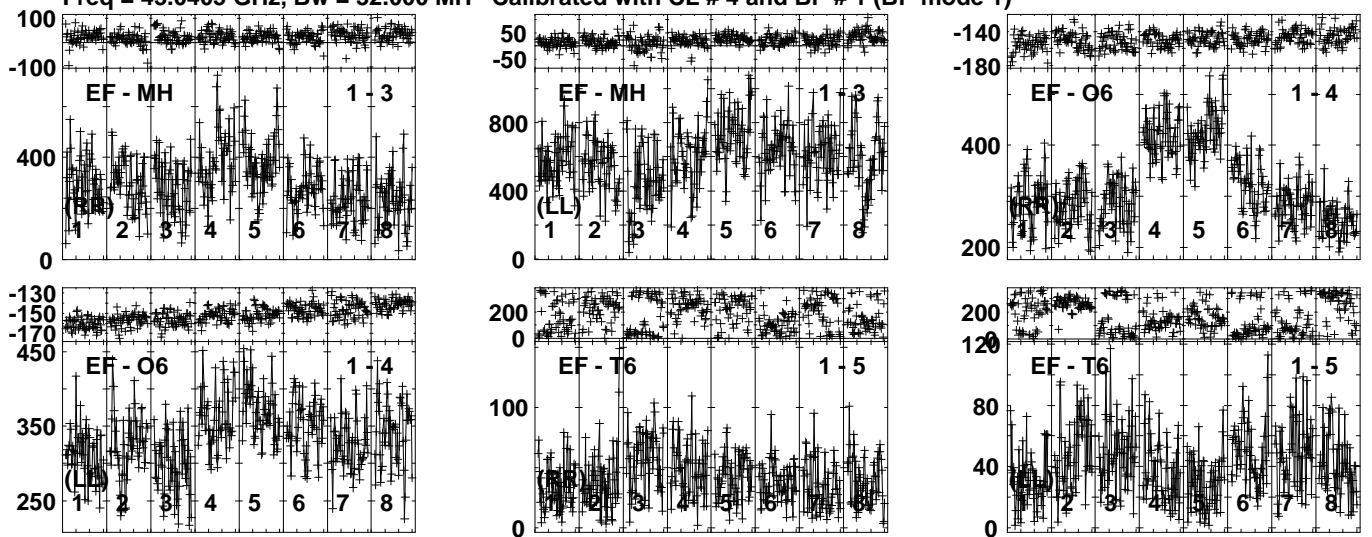 Freq = GHz, Bw = 32.000 MH Calibrated with CL # 4 and BP # 1 (BP mode 1)
100
-100
EF - MH 1 - 3
400
(RR)
1 2 3 4 5 6 7 8
0
50
-50
EF - MH 1 - 3
800
400
(LL)
1 2 3 4 5 6 7 8
0
-140
-180
EF - O6 1 - 4
400
(RR)
1 2 3 4 5 6 7 8
200
-130
-150
-170
450
EF - O6 1 - 4
350
(LL)
250
1 2 3 4 5 6 7 8
200
0
EF - T6 1 - 5
100
(RR)
1 2 3 4 5 6 7 8
0
200
0
120
EF - T6 1 - 5
80
40
(LL)
1 2 3 4 5 6 7 8
0